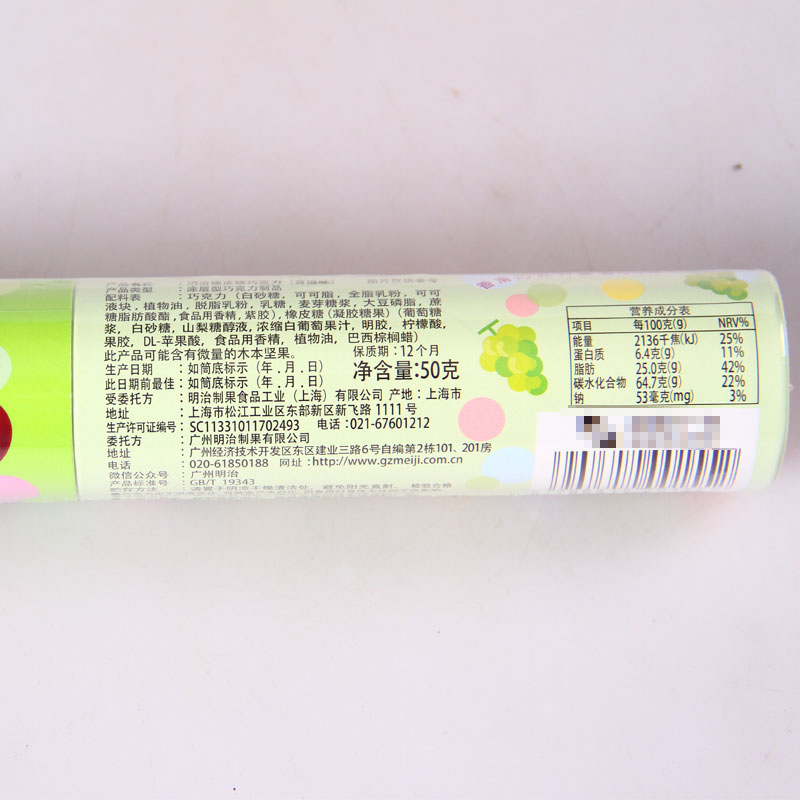 产品类型 : 涂层型巧克力制品
配料表 : 巧克力（白砂糖，可可脂，全脂乳粉，可可
液块，植物油，脱脂乳粉，乳糖，麦芽糖浆，大豆磷脂，蔗
糖脂肪酸酯，食品用香精，紫胶），橡皮糖（凝胶糖果）（葡萄糖
浆，白砂糖，山梨糖醇液，浓缩白葡萄果汁，明胶，柠檬酸，
果胶，DL-苹果酸，食品用香精，植物油，巴西棕榈蜡）
此产品可能含有微量的木本坚果。 保质期:12个月
生产日期 : 如筒底标示（年.月.日）
此日期前最佳 : 如筒底标示（年.月.日）
净含量:50克
受委托方 : 明治制果食品工业（上海）有限公司 产地:上海市
地址 : 上海市松江工业区东部新区新飞路1111号
生产许可证编号 : SC11331011702493 电话:021-67601212
委托方 : 广州明治制果有限公司
地址 : 广州经济技术开发区东区建业三路6号自编第2栋101、201房
电话 : 020-61850188 网址:http://www.gzmeiji.com.cn
微信公众号 : 广州明治
产品标准号 : GB/T 19343
营养成分表
项目 每100克(g) NRV%
能量 2136千焦(kJ) 25%
蛋白质 6.4克(g) 11%
脂肪 25.0克(g) 42%
碳水化合物 64.7克(g) 22%
钠 53毫克(mg) 3%